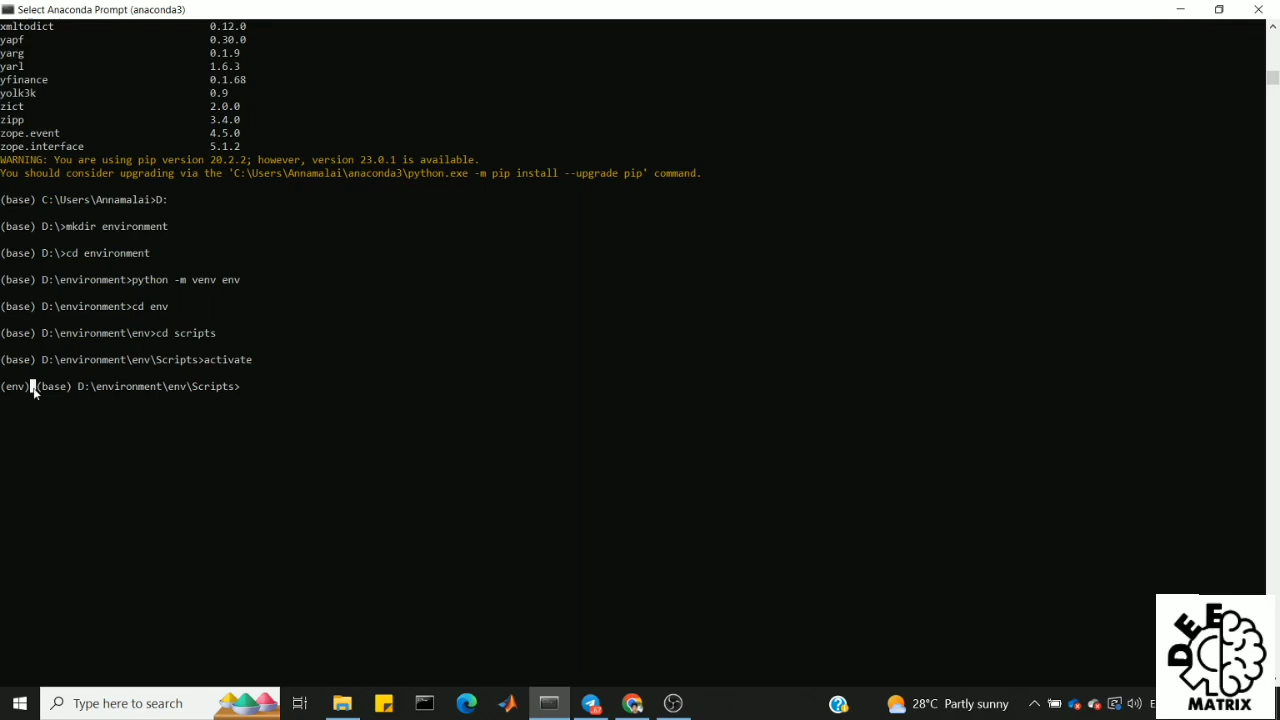 Select Anaconda Prompt (anaconda3)
xmltodict 0.12.0
yapf 0.30.0
yarg 0.1.9
yarl 1.6.3
yfinance 0.1.68
yolk3k 0.9
zict 2.0.0
zipp 3.4.0
zope.event 4.5.0
zope.interface 5.1.2
WARNING: You are using pip version 20.2.2; however, version 23.0.1 is available.
You should consider upgrading via the 'C:\Users\Annamalai\anaconda3\python.exe -m pip install --upgrade pip' command.
(base) C:\Users\Annamalai>D:
(base) D:\>mkdir environment
(base) D:\>cd environment
(base) D:\environment>python -m venv env
(base) D:\environment>cd env
(base) D:\environment\env>cd scripts
(base) D:\environment\env\Scripts>activate
(env) (base) D:\environment\env\Scripts>
DEE
MATRIX
Type here to search
28°C Partly sunny